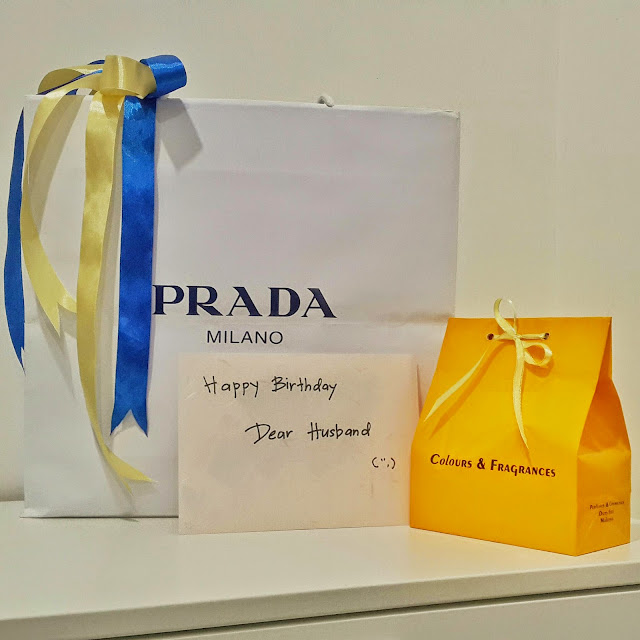 PRADA
MILANO
Happy Birthday
Dear Husband
(",)
COLOURS & FRAGRANCES